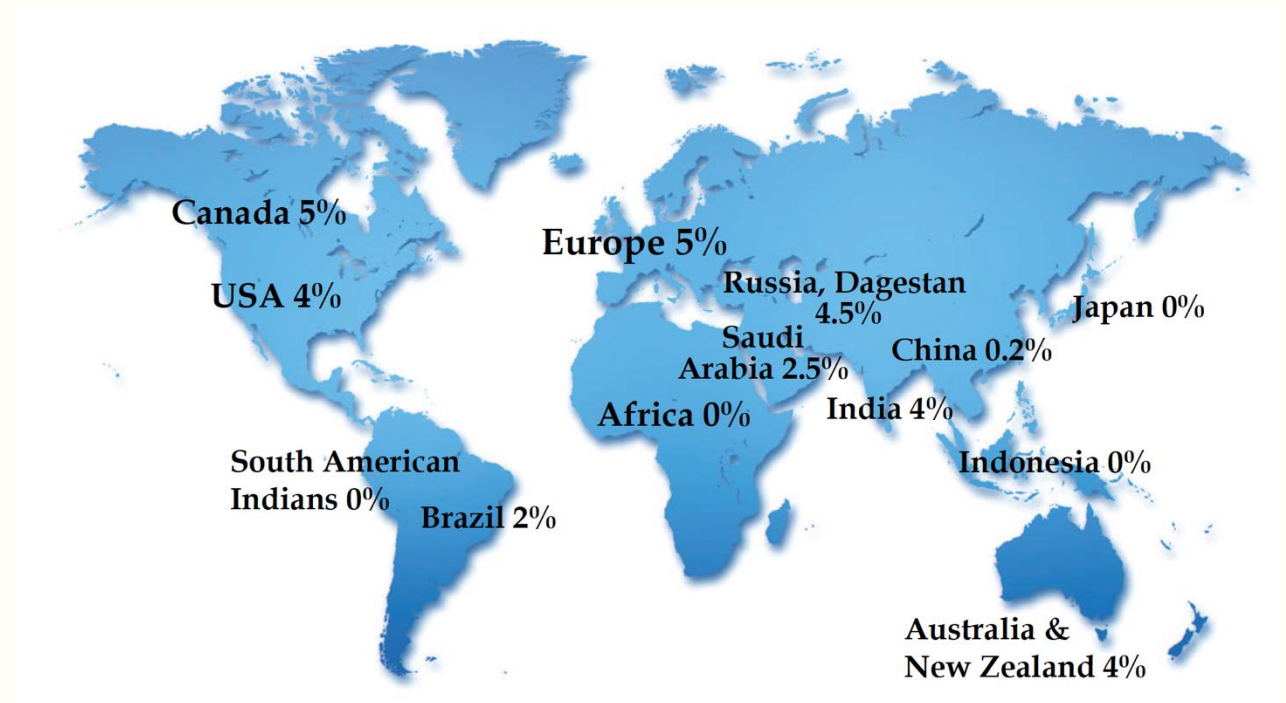 Canada 5%
Europe 5%
USA 4%
Russia, Dagestan
4.5%
Japan 0%
Saudi
Arabia 2.5%
China 0.2%
Africa 0%
India 4%
South American
Indians 0%
Indonesia 0%
Brazil 2%
Australia &
New Zealand 4%